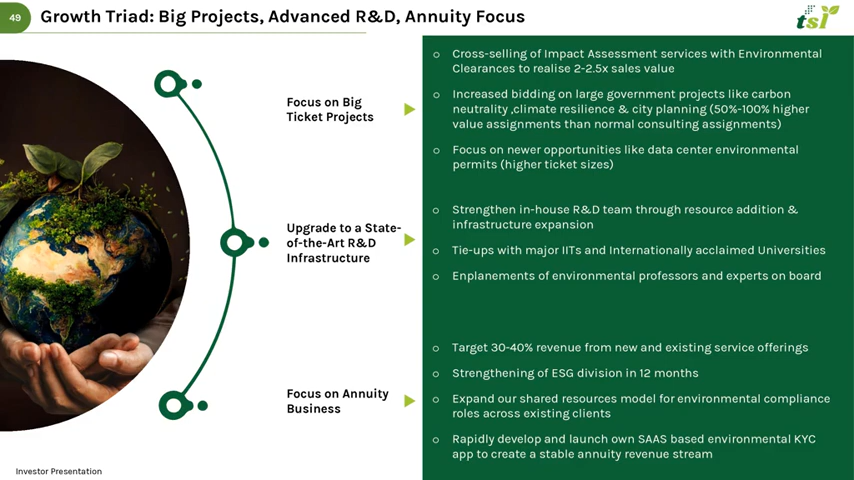 49
Growth Triad: Big Projects, Advanced R&D, Annuity Focus
tsl
Focus on Big
Ticket Projects
o Cross-selling of Impact Assessment services with Environmental
Clearances to realise 2-2.5x sales value
o Increased bidding on large government projects like carbon
neutrality ,climate resilience & city planning (50%-100% higher
value assignments than normal consulting assignments)
o Focus on newer opportunities like data center environmental
permits (higher ticket sizes)
Upgrade to a State-
of-the-Art R&D
Infrastructure
o Strengthen in-house R&D team through resource addition &
infrastructure expansion
o Tie-ups with major IITs and Internationally acclaimed Universities
o Enplanements of environmental professors and experts on board
Focus on Annuity
Business
o Target 30-40% revenue from new and existing service offerings
o Strengthening of ESG division in 12 months
o Expand our shared resources model for environmental compliance
roles across existing clients
o Rapidly develop and launch own SAAS based environmental KYC
app to create a stable annuity revenue stream
Investor Presentation